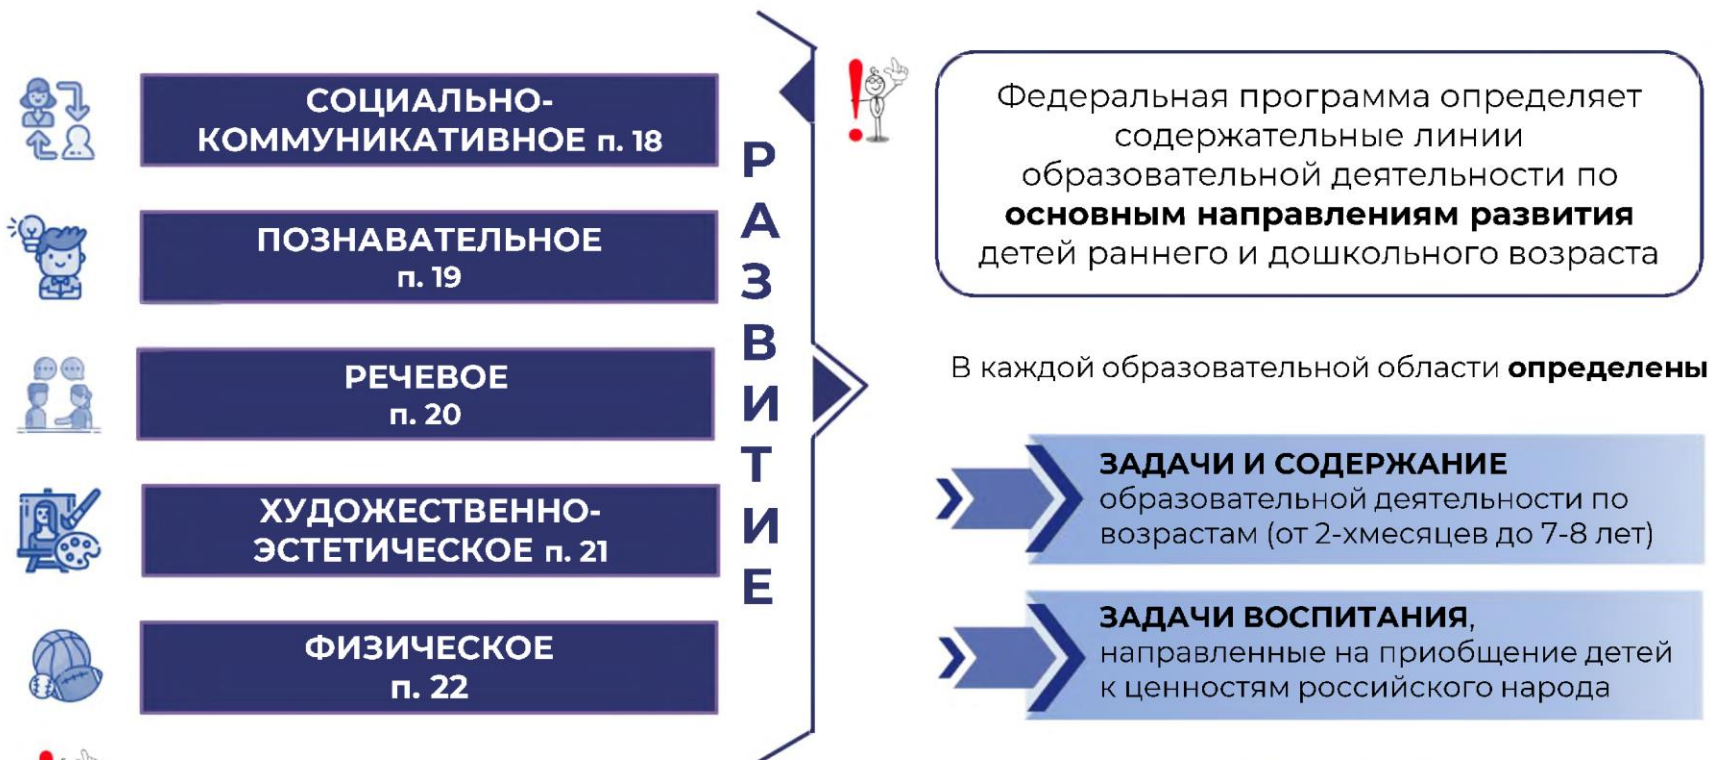 СОЦИАЛЬНО-
КОММУНИКАТИВНОЕ п. 18
ПОЗНАВАТЕЛЬНОЕ
п. 19
РЕЧЕВОЕ
п. 20
ХУДОЖЕСТВЕННО-
ЭСТЕТИЧЕСКОЕ п. 21
ФИЗИЧЕСКОЕ
п. 22
РАЗВИТИЕ
Федеральная программа определяет
содержательные линии
образовательной деятельности по
основным направлениям развития
детей раннего и дошкольного возраста
В каждой образовательной области определены
ЗАДАЧИ И СОДЕРЖАНИЕ
образовательной деятельности по
возрастам (от 2-хмесяцев до 7-8 лет)
ЗАДАЧИ ВОСПИТАНИЯ,
направленные на приобщение детей
к ценностям российского народа